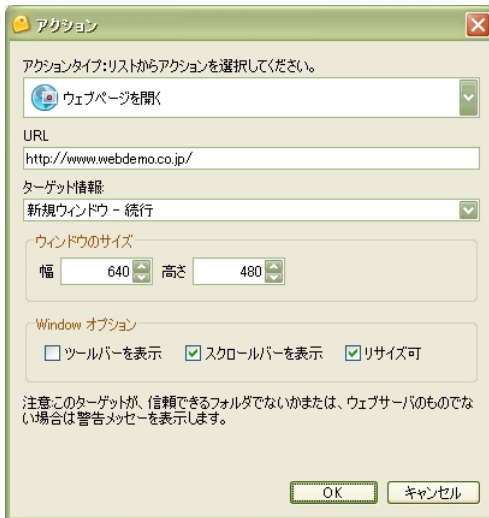 アクション
アクションタイプ:リストからアクションを選択してください。
ウェブページを開く
URL
http://www.webdemo.co.jp/
ターゲット情報:
新規ウィンドウ - 続行
ウィンドウのサイズ
幅 640 高さ 480
Window オプション
ツールバーを表示 スクロールバーを表示 リサイズ可
注意:このターゲットが、信頼できるフォルダでないかまたは、ウェブサーバのものでな
い場合は警告メッセーを表示します。
OK キャンセル